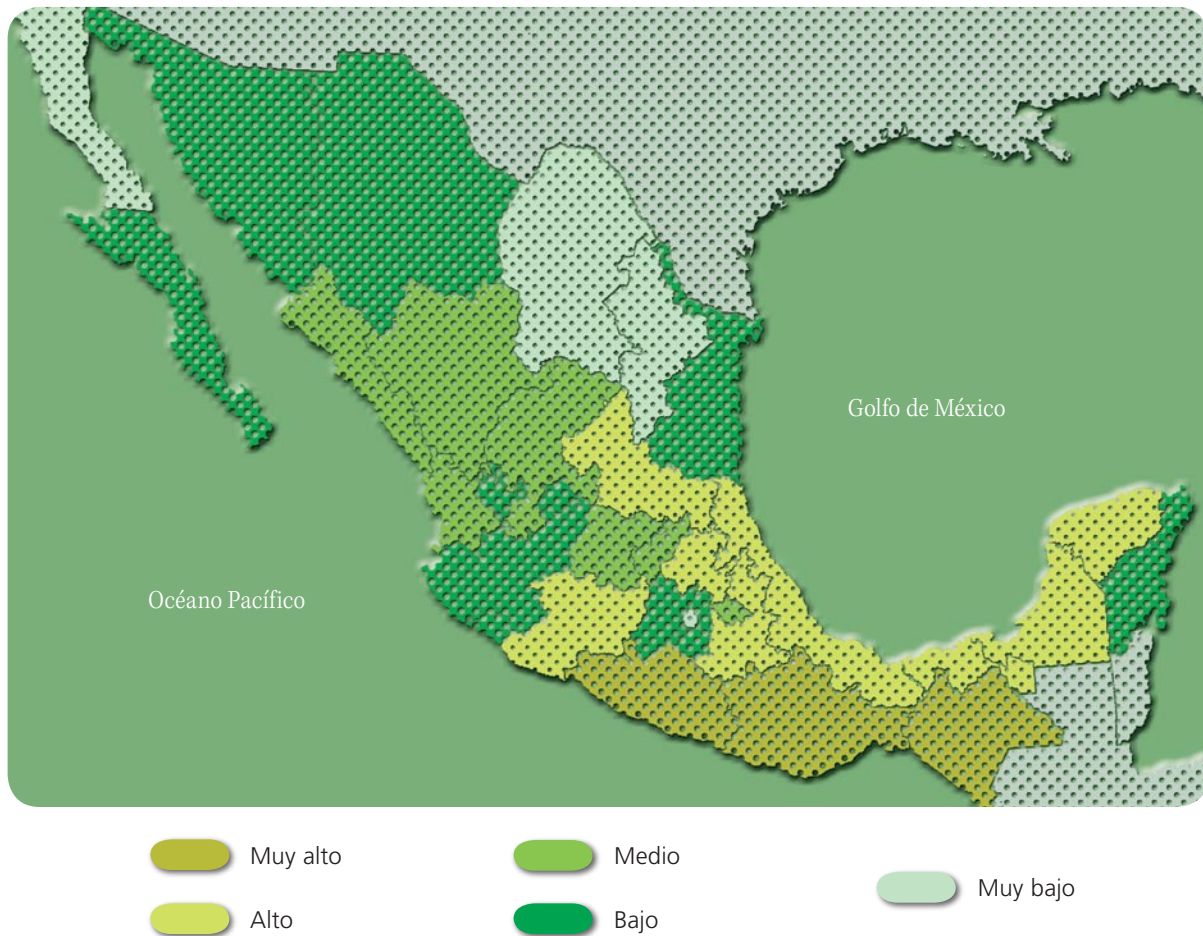 Golfo de México
Océano Pacífico
Muy alto
Medio
Muy bajo
Alto
Bajo